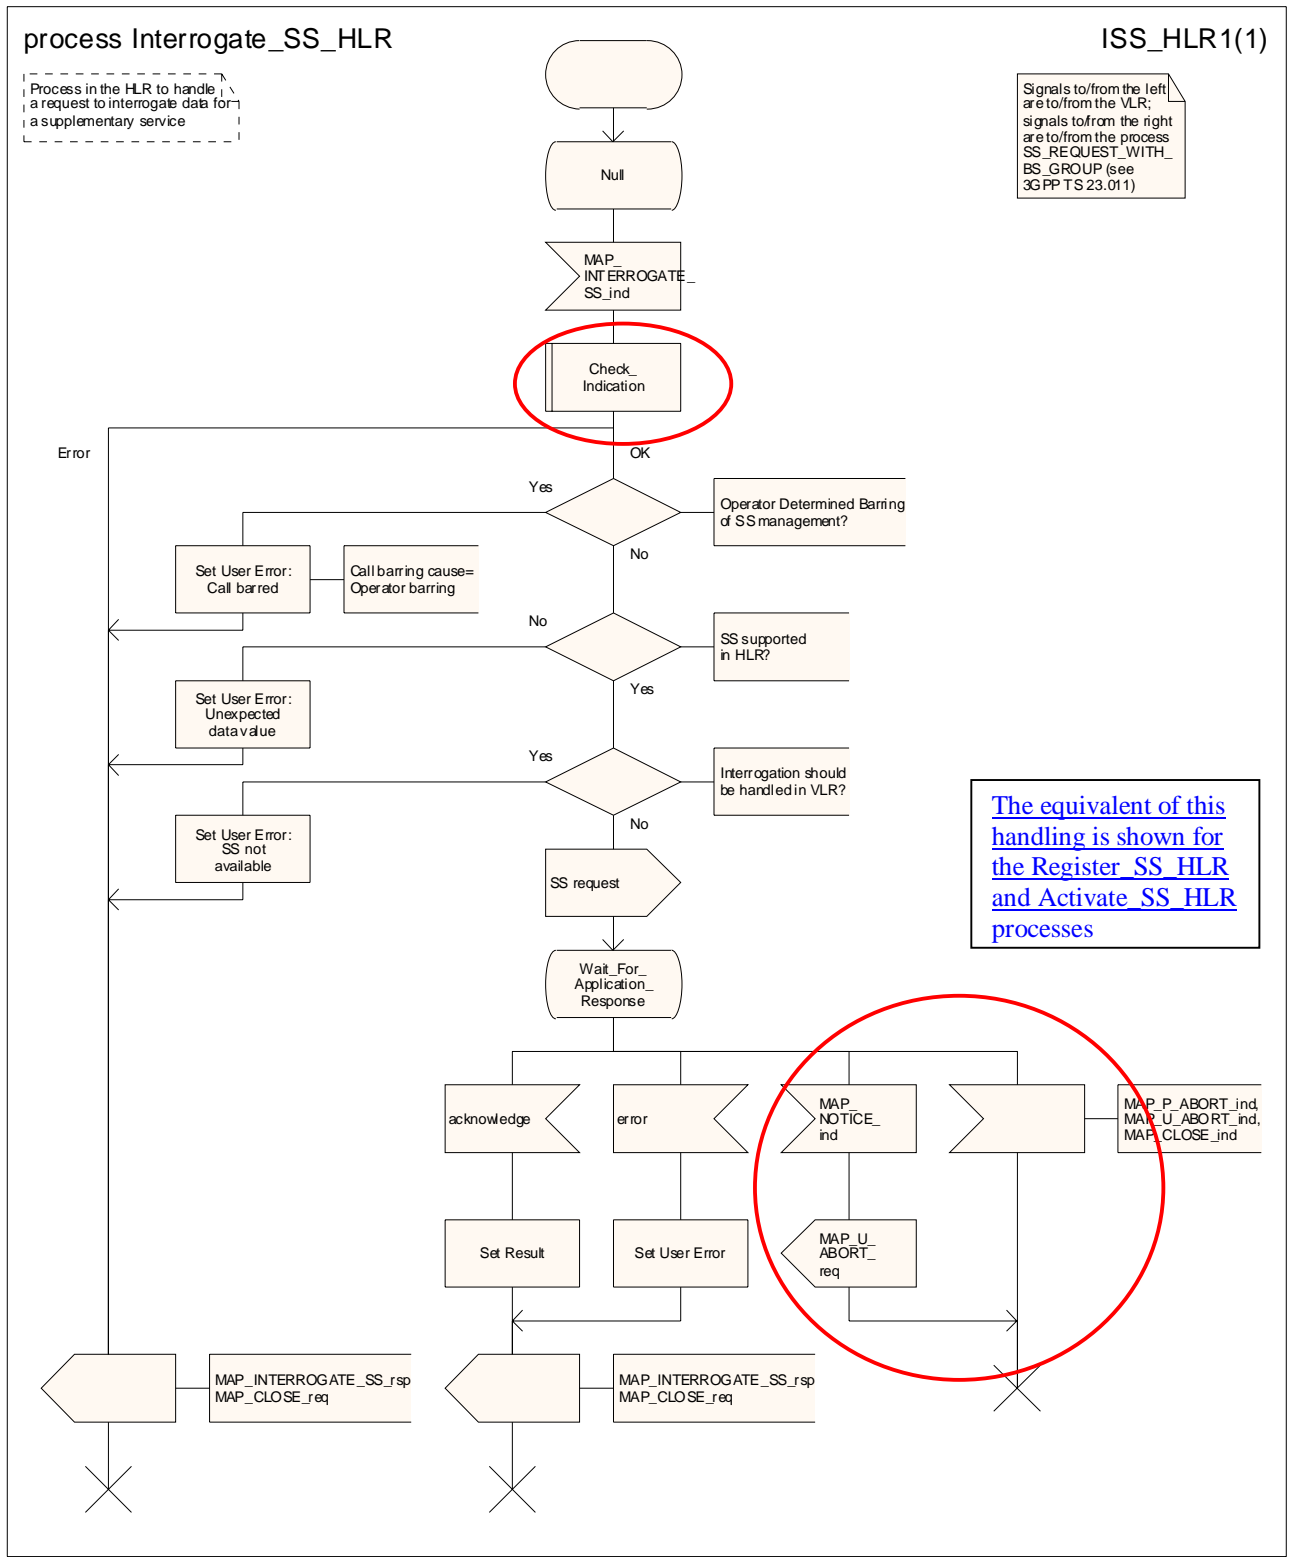 process Interrogate_SS_HLR
ISS_HLR1(1)
Process in the HLR to handle
a request to interrogate data for
a supplementary service
Signals to/from the left
are to/from the VLR;
signals to/from the right
are to/from the process
SS_REQUEST_WITH_
BS_GROUP (see
3GPP TS 23.011)
Null
MAP_
INTERROGATE_
SS_ind
Check_
Indication
Error
OK
Yes
Operator Determined Barring
of SS management?
No
Set User Error:
Call barred
Call barring cause=
Operator barring
No
SS supported
in HLR?
Yes
Set User Error:
Unexpected
data value
Yes
Interrogation should
be handled in VLR?
No
Set User Error:
SS not
available
The equivalent of this
handling is shown for
the Register_SS_HLR
and Activate_SS_HLR
processes
SS request
Wait_For_
Application_
Response
acknowledge
error
MAP_
NOTICE_
ind
MAP_P_ABORT_ind,
MAP_U_ABORT_ind,
MAP_CLOSE_ind
Set Result
Set User Error
MAP_U_
ABORT_
req
MAP_INTERROGATE_SS_rsp
MAP_CLOSE_req
MAP_INTERROGATE_SS_rsp
MAP_CLOSE_req